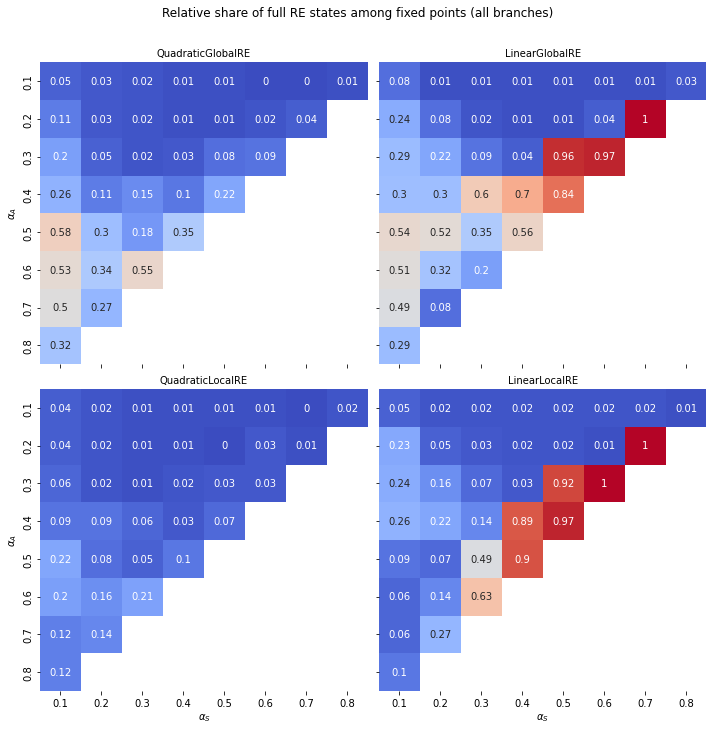 Relative share of full RE states among fixed points (all branches)
QuadraticGlobalRE LinearGlobalRE
0.1 0.05 0.03 0.02 0.01 0.01 0 0 0.01 0.08 0.01 0.01 0.01 0.01 0.01 0.01 0.03
0.2 0.11 0.03 0.02 0.01 0.01 0.02 0.04 0.24 0.08 0.02 0.01 0.01 0.04 1
0.3 0.2 0.05 0.02 0.03 0.08 0.09 0.29 0.22 0.09 0.04 0.96 0.97
0.4 0.26 0.11 0.15 0.1 0.22 0.3 0.3 0.6 0.7 0.84
α_A
0.5 0.58 0.3 0.18 0.35 0.54 0.52 0.35 0.56
0.6 0.53 0.34 0.55 0.51 0.32 0.2
0.7 0.5 0.27 0.49 0.08
0.8 0.32 0.29
QuadraticLocalRE LinearLocalRE
0.1 0.04 0.02 0.01 0.01 0.01 0.01 0 0.02 0.05 0.02 0.02 0.02 0.02 0.02 0.02 0.01
0.2 0.04 0.02 0.01 0.01 0 0.03 0.01 0.23 0.05 0.03 0.02 0.02 0.01 1
0.3 0.06 0.02 0.01 0.02 0.03 0.03 0.24 0.16 0.07 0.03 0.92 1
0.4 0.09 0.09 0.06 0.03 0.07 0.26 0.22 0.14 0.89 0.97
α_A
0.5 0.22 0.08 0.05 0.1 0.09 0.07 0.49 0.9
0.6 0.2 0.16 0.21 0.06 0.14 0.63
0.7 0.12 0.14 0.06 0.27
0.8 0.12 0.1
0.1 0.2 0.3 0.4 0.5 0.6 0.7 0.8 0.1 0.2 0.3 0.4 0.5 0.6 0.7 0.8
α_S α_S